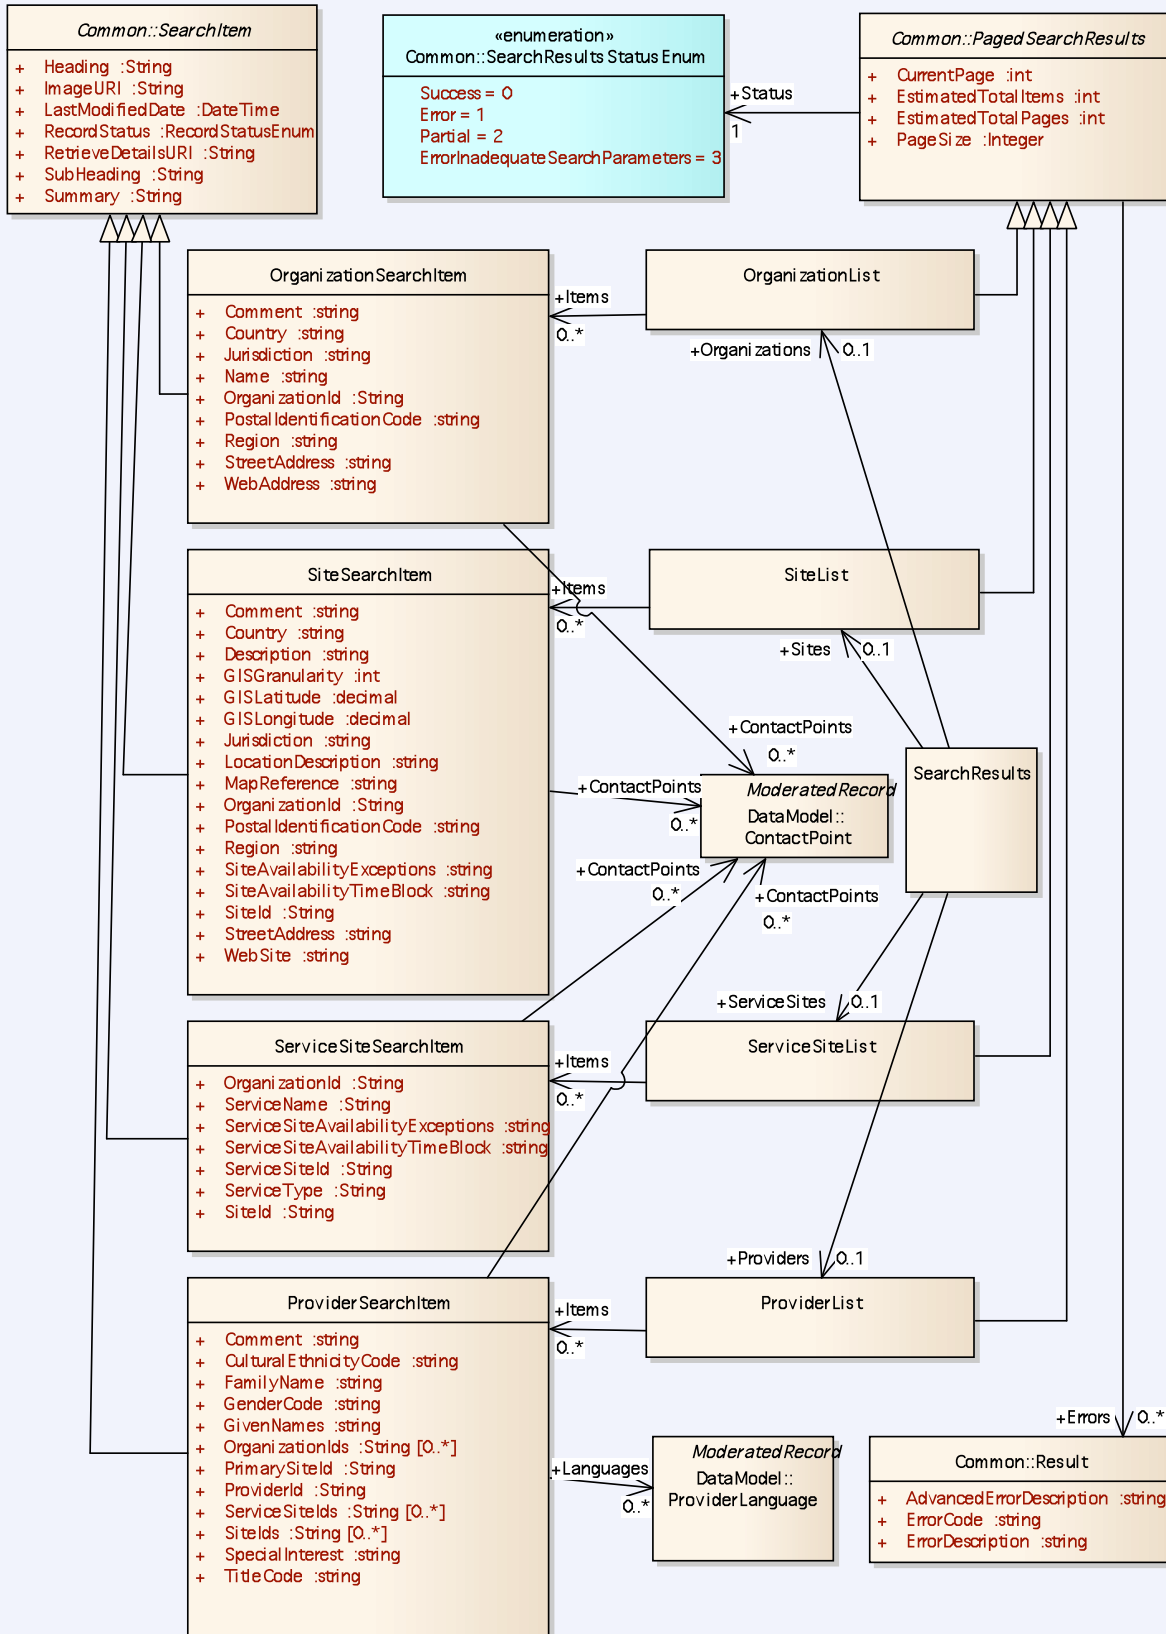 Common::SearchItem
+ Heading :String
+ ImageURI :String
+ LastModifiedDate :DateTime
+ RecordStatus :RecordStatusEnum
+ RetrieveDetailsURI :String
+ SubHeading :String
+ Summary :String
«enumeration»
Common::SearchResultsStatusEnum
Success = 0
Error = 1
Partial = 2
ErrorInadequateSearchParameters = 3
+Status
1
Common::PagedSearchResults
+ CurrentPage :int
+ EstimatedTotalItems :int
+ EstimatedTotalPages :int
+ PageSize :Integer
OrganizationSearchItem
+ Comment :string
+ Country :string
+ Jurisdiction :string
+ Name :string
+ OrganizationId :String
+ PostalIdentificationCode :string
+ Region :string
+ StreetAddress :string
+ WebAddress :string
+Items
0..*
OrganizationList
+Organizations
0..1
SiteSearchItem
+ Comment :string
+ Country :string
+ Description :string
+ GISGranularity :int
+ GISLatitude :decimal
+ GISLongitude :decimal
+ Jurisdiction :string
+ LocationDescription :string
+ MapReference :string
+ OrganizationId :String
+ PostalIdentificationCode :string
+ Region :string
+ SiteAvailabilityExceptions :string
+ SiteAvailabilityTimeBlock :string
+ SiteId :String
+ StreetAddress :string
+ WebSite :string
+Items
0..*
SiteList
+Sites
0..1
+ContactPoints
0..*
+ContactPoints
0..*
ModeratedRecord
DataModel::
ContactPoint
SearchResults
+ContactPoints
0..*
+ContactPoints
0..*
+ServiceSites
0..1
ServiceSiteSearchItem
+ OrganizationId :String
+ ServiceName :String
+ ServiceSiteAvailabilityExceptions :string
+ ServiceSiteAvailabilityTimeBlock :string
+ ServiceSiteId :String
+ ServiceType :String
+ SiteId :String
+Items
0..*
ServiceSiteList
+Providers
0..1
ProviderSearchItem
+ Comment :string
+ CulturalEthnicityCode :string
+ FamilyName :string
+ GenderCode :string
+ GivenNames :string
+ OrganizationIds :String [0..*]
+ PrimarySiteId :String
+ ProviderId :String
+ ServiceSiteIds :String [0..*]
+ SiteIds :String [0..*]
+ SpecialInterest :string
+ TitleCode :string
+Items
0..*
ProviderList
+Languages
0..*
ModeratedRecord
DataModel::
ProviderLanguage
+Errors
0..*
Common::Result
+ AdvancedErrorDescription :string
+ ErrorCode :string
+ ErrorDescription :string